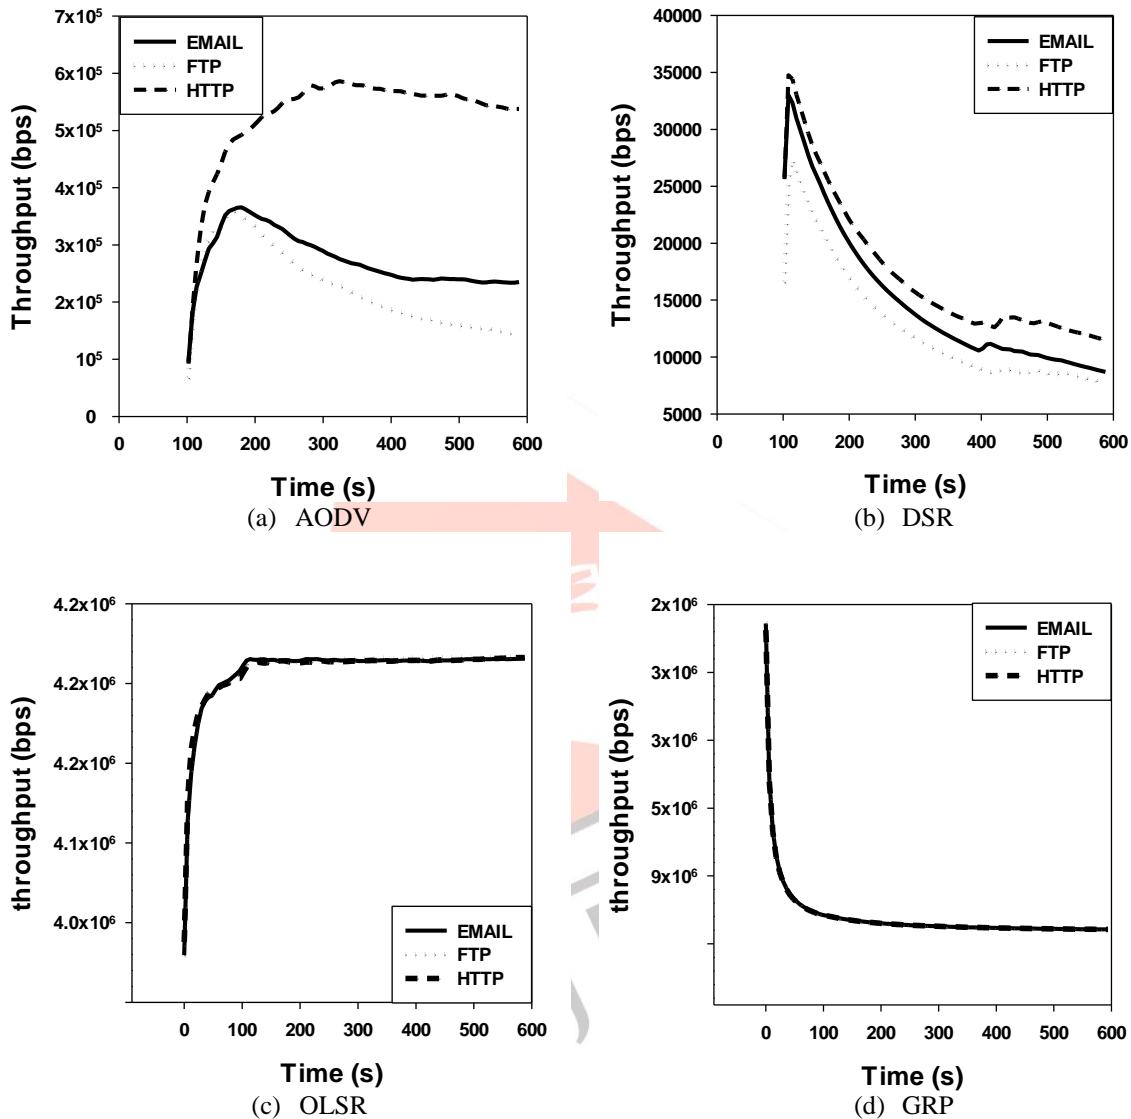 7x10⁵
6x10⁵
5x10⁵
4x10⁵
3x10⁵
2x10⁵
10⁵
0
Throughput (bps)
EMAIL
FTP
HTTP
0 100 200 300 400 500 600
Time (s)
(a) AODV
40000
35000
30000
25000
20000
15000
10000
5000
Throughput (bps)
EMAIL
FTP
HTTP
0 100 200 300 400 500 600
Time (s)
(b) DSR
4.2x10⁶
4.2x10⁶
4.2x10⁶
4.1x10⁶
4.0x10⁶
throughput (bps)
EMAIL
FTP
HTTP
0 100 200 300 400 500 600
Time (s)
(c) OLSR
2x10⁶
3x10⁶
3x10⁶
5x10⁶
9x10⁶
throughput (bps)
EMAIL
FTP
HTTP
0 100 200 300 400 500 600
Time (s)
(d) GRP